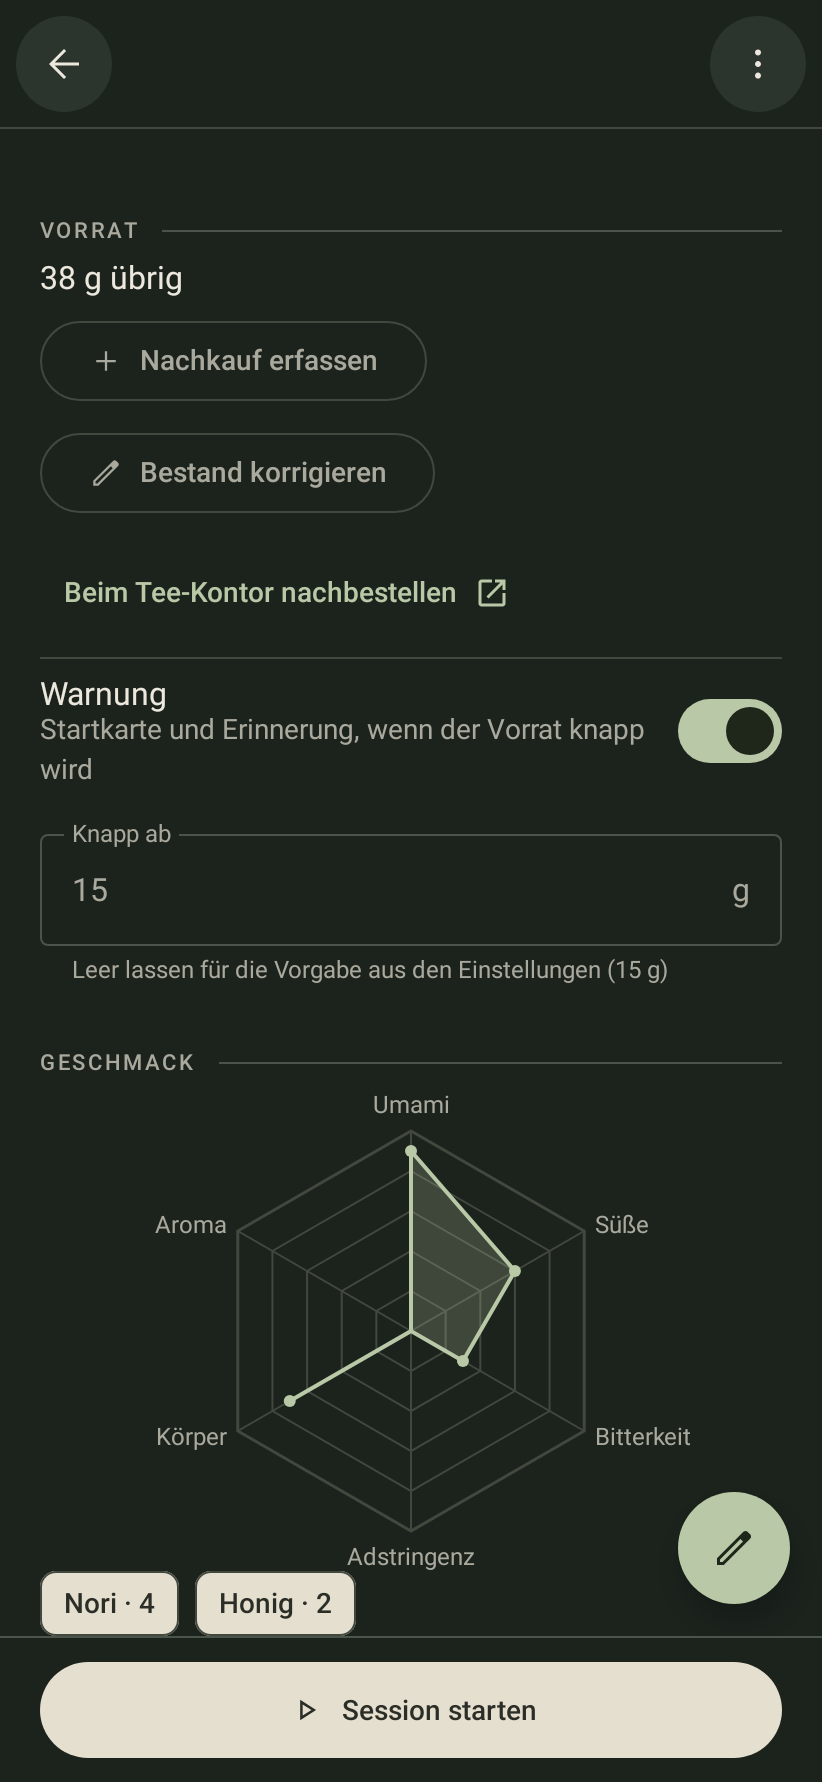 VORRAT
38 g übrig
Nachkauf erfassen
Bestand korrigieren
Beim Tee-Kontor nachbestellen
Warnung
Startkarte und Erinnerung, wenn der Vorrat knapp
wird
Knapp ab
15 g
Leer lassen für die Vorgabe aus den Einstellungen (15 g)
GESCHMACK
Umami
Aroma
Süße
Körper
Bitterkeit
Adstringenz
Nori · 4
Honig · 2
Session starten